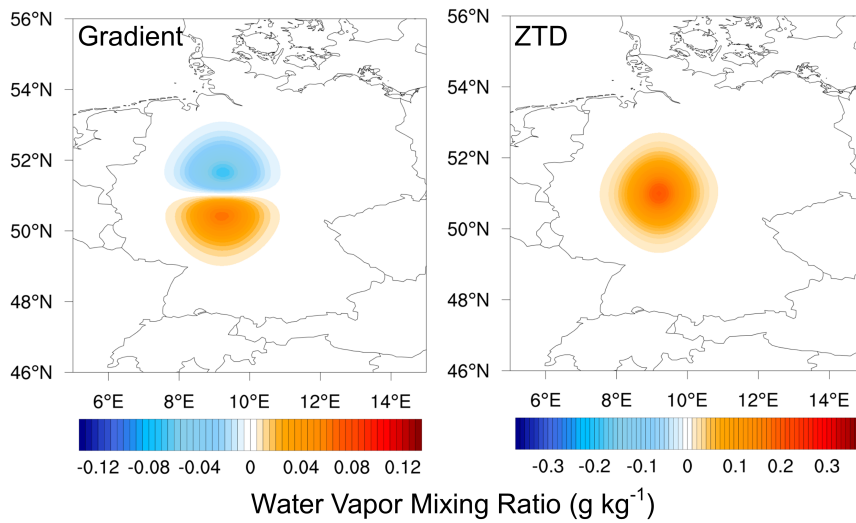 Gradient
ZTD
56°N
54°N
52°N
50°N
48°N
46°N
6°E 8°E 10°E 12°E 14°E
-0.12 -0.08 -0.04 0 0.04 0.08 0.12
56°N
54°N
52°N
50°N
48°N
46°N
6°E 8°E 10°E 12°E 14°E
-0.3 -0.2 -0.1 0 0.1 0.2 0.3
Water Vapor Mixing Ratio (g kg⁻¹)